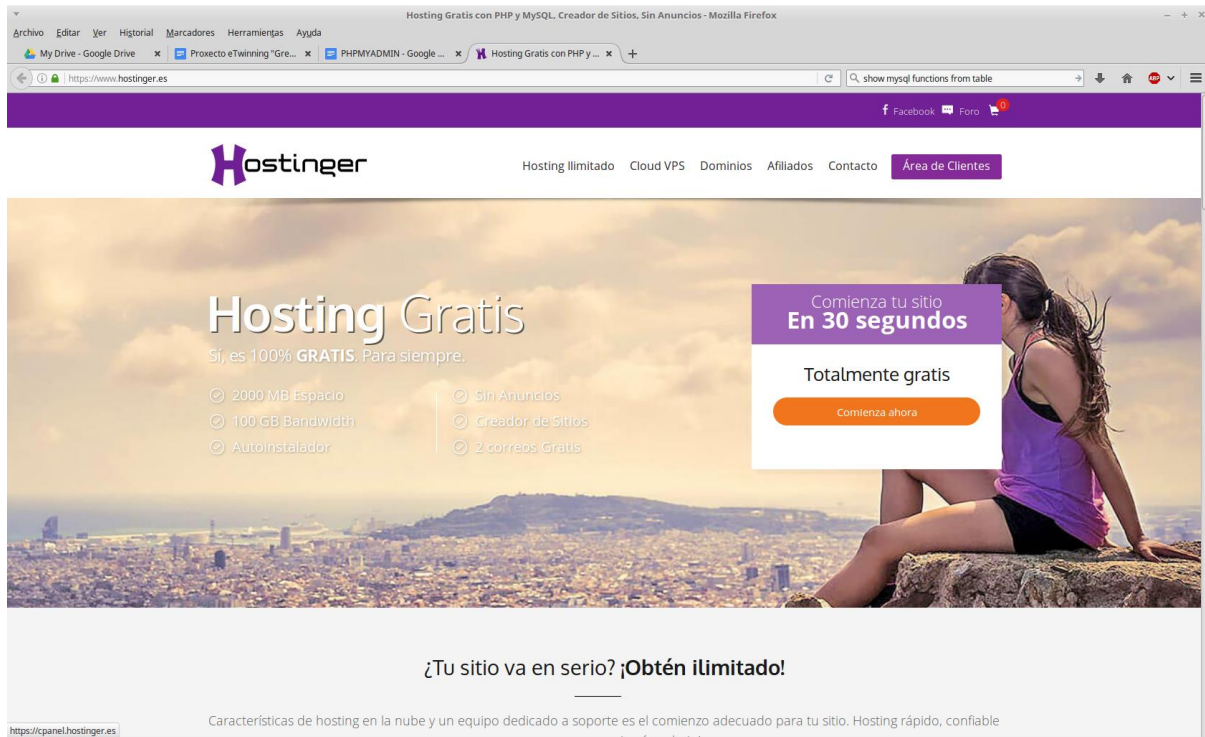 Hosting Gratis con PHP y MySQL, Creador de Sitios, Sin Anuncios - Mozilla Firefox
Archivo Editar Ver Historial Marcadores Herramientas Ayuda
My Drive - Google Drive Proxecto eTwinning "Gre... PHPMYADMIN - Google ... Hosting Gratis con PHP y ...
https://www.hostinger.es show mysql functions from table ABP
Facebook Foro 0
Hostinger Hosting Ilimitado Cloud VPS Dominios Afiliados Contacto Área de Clientes
Hosting Gratis
Sí, es 100% GRATIS. Para siempre.
2000 MB Espacio Sin Anuncios
100 GB Bandwidth Creador de Sitios
Autoinstalador 2 correos Gratis
Comienza tu sitio
En 30 segundos
Totalmente gratis
Comienza ahora
¿Tu sitio va en serio? ¡Obtén ilimitado!
Características de hosting en la nube y un equipo dedicado a soporte es el comienzo adecuado para tu sitio. Hosting rápido, confiable
https://cpanel.hostinger.es